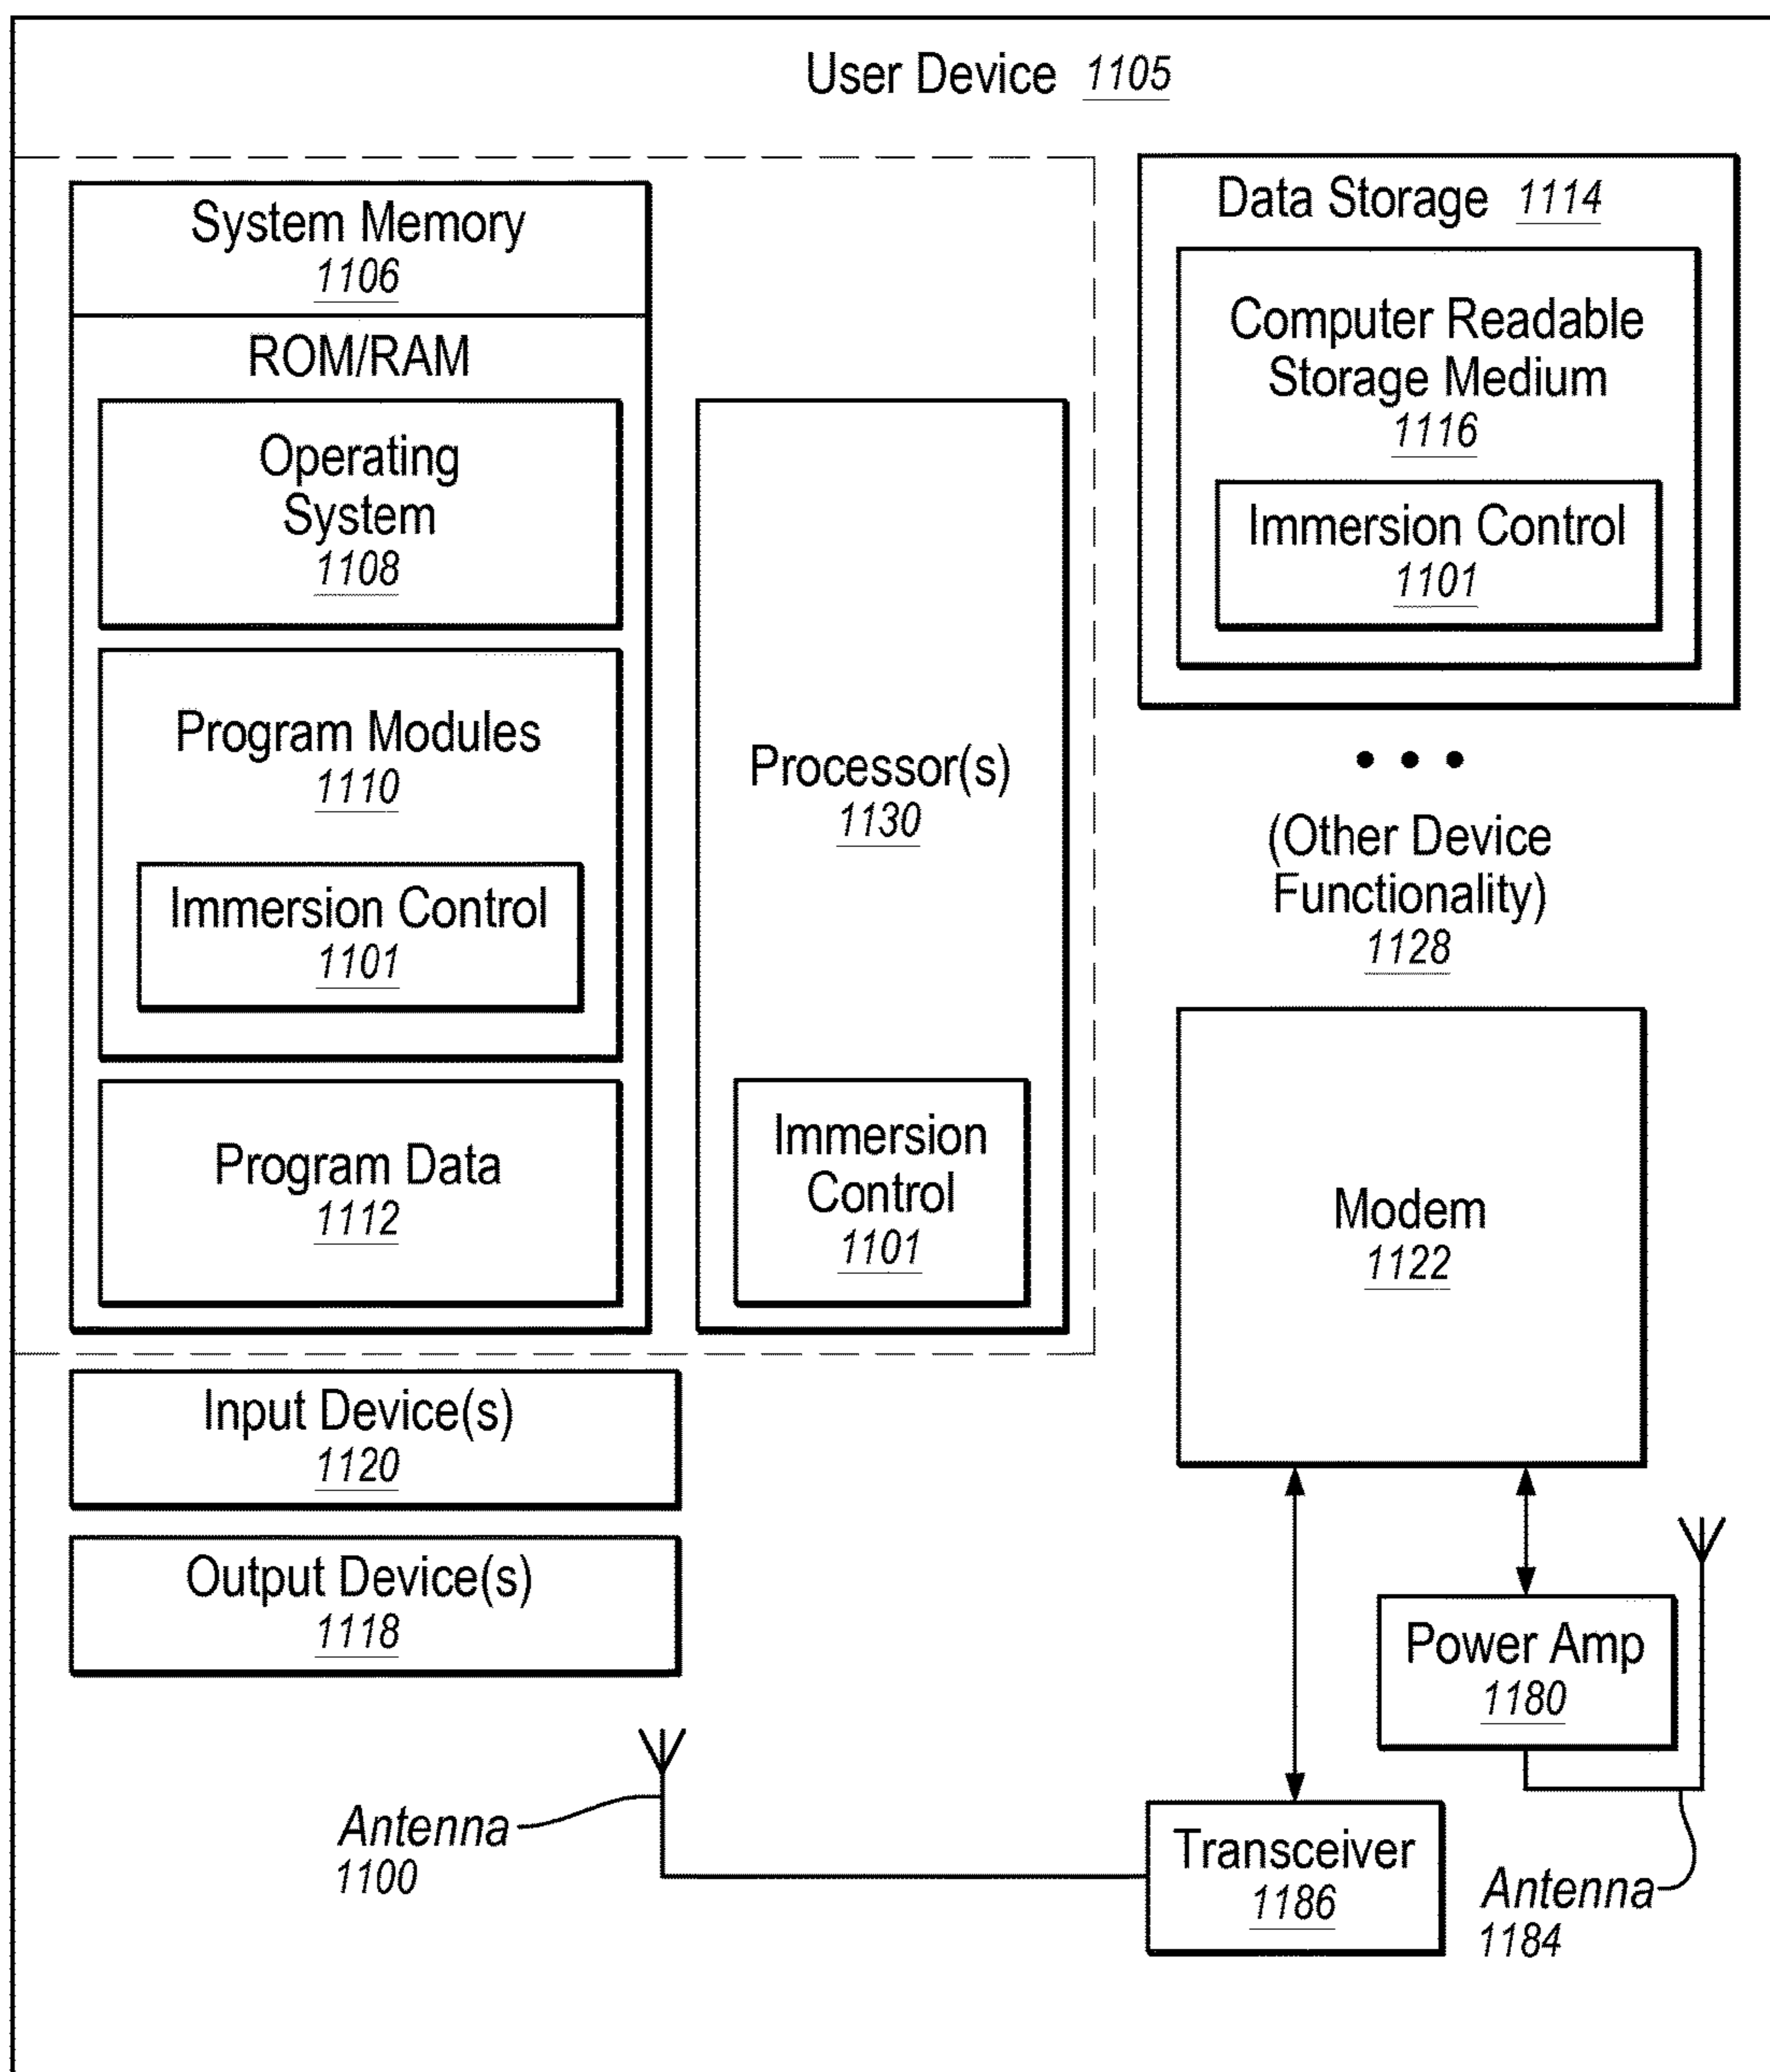 User Device 1105
System Memory
1106
ROM/RAM
Operating
System
1108
Program Modules
1110
Immersion Control
1101
Program Data
1112
Processor(s)
1130
Immersion
Control
1101
Data Storage 1114
Computer Readable
Storage Medium
1116
Immersion Control
1101
• • •
(Other Device
Functionality)
1128
Modem
1122
Input Device(s)
1120
Output Device(s)
1118
Power Amp
1180
Antenna
1100
Transceiver
1186
Antenna
1184